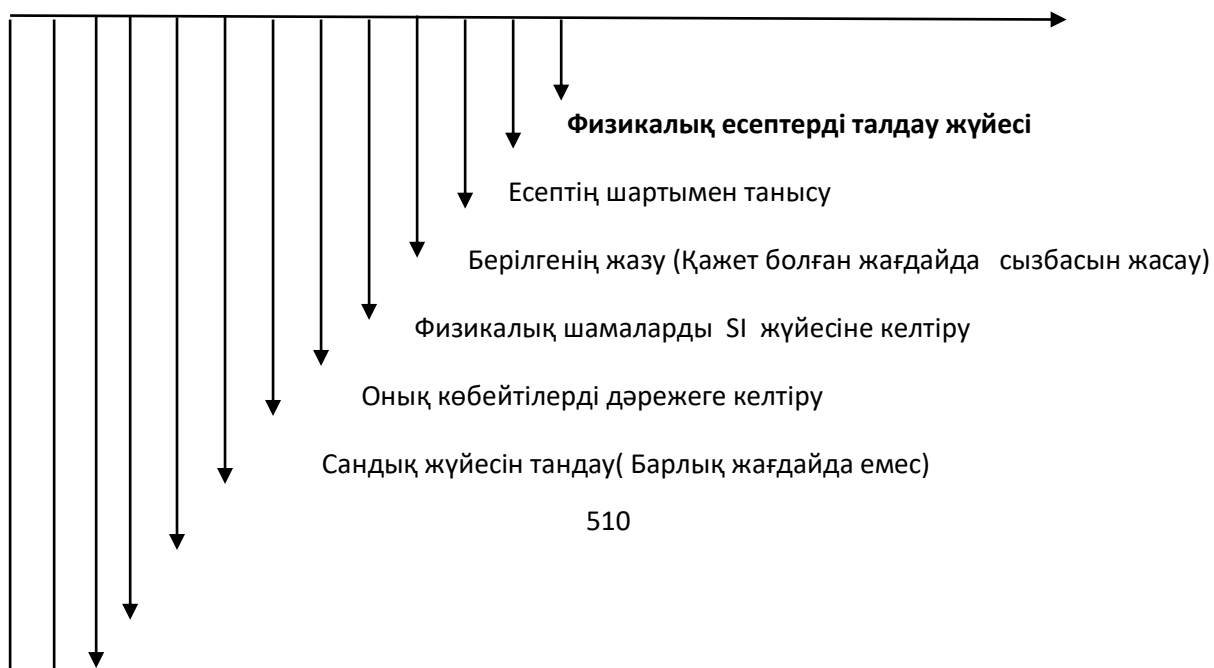 Физикалық есептерді талдау жүйесі
Есептің шартымен танысу
Берілгенің жазу (Қажет болған жағдайда сызбасын жасау)
Физикалық шамаларды SI жүйесіне келтіру
Онық көбейтілерді дәрежеге келтіру
Сандық жүйесін тандау( Барлық жағдайда емес)
510